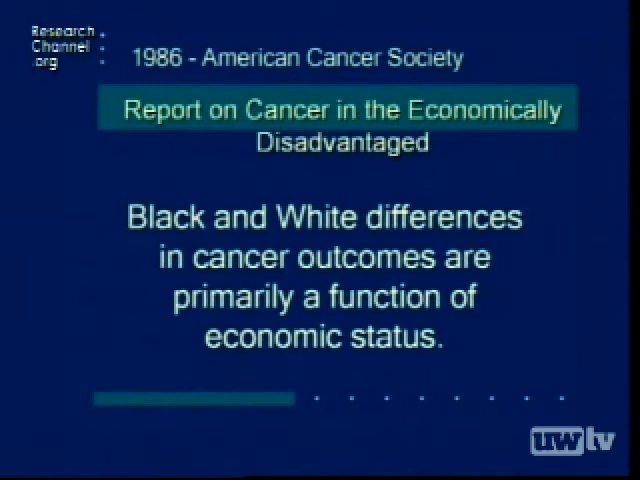 Research
Channel
.org
1986 - American Cancer Society
Report on Cancer in the Economically
Disadvantaged
Black and White differences
in cancer outcomes are
primarily a function of
economic status.
uwtv